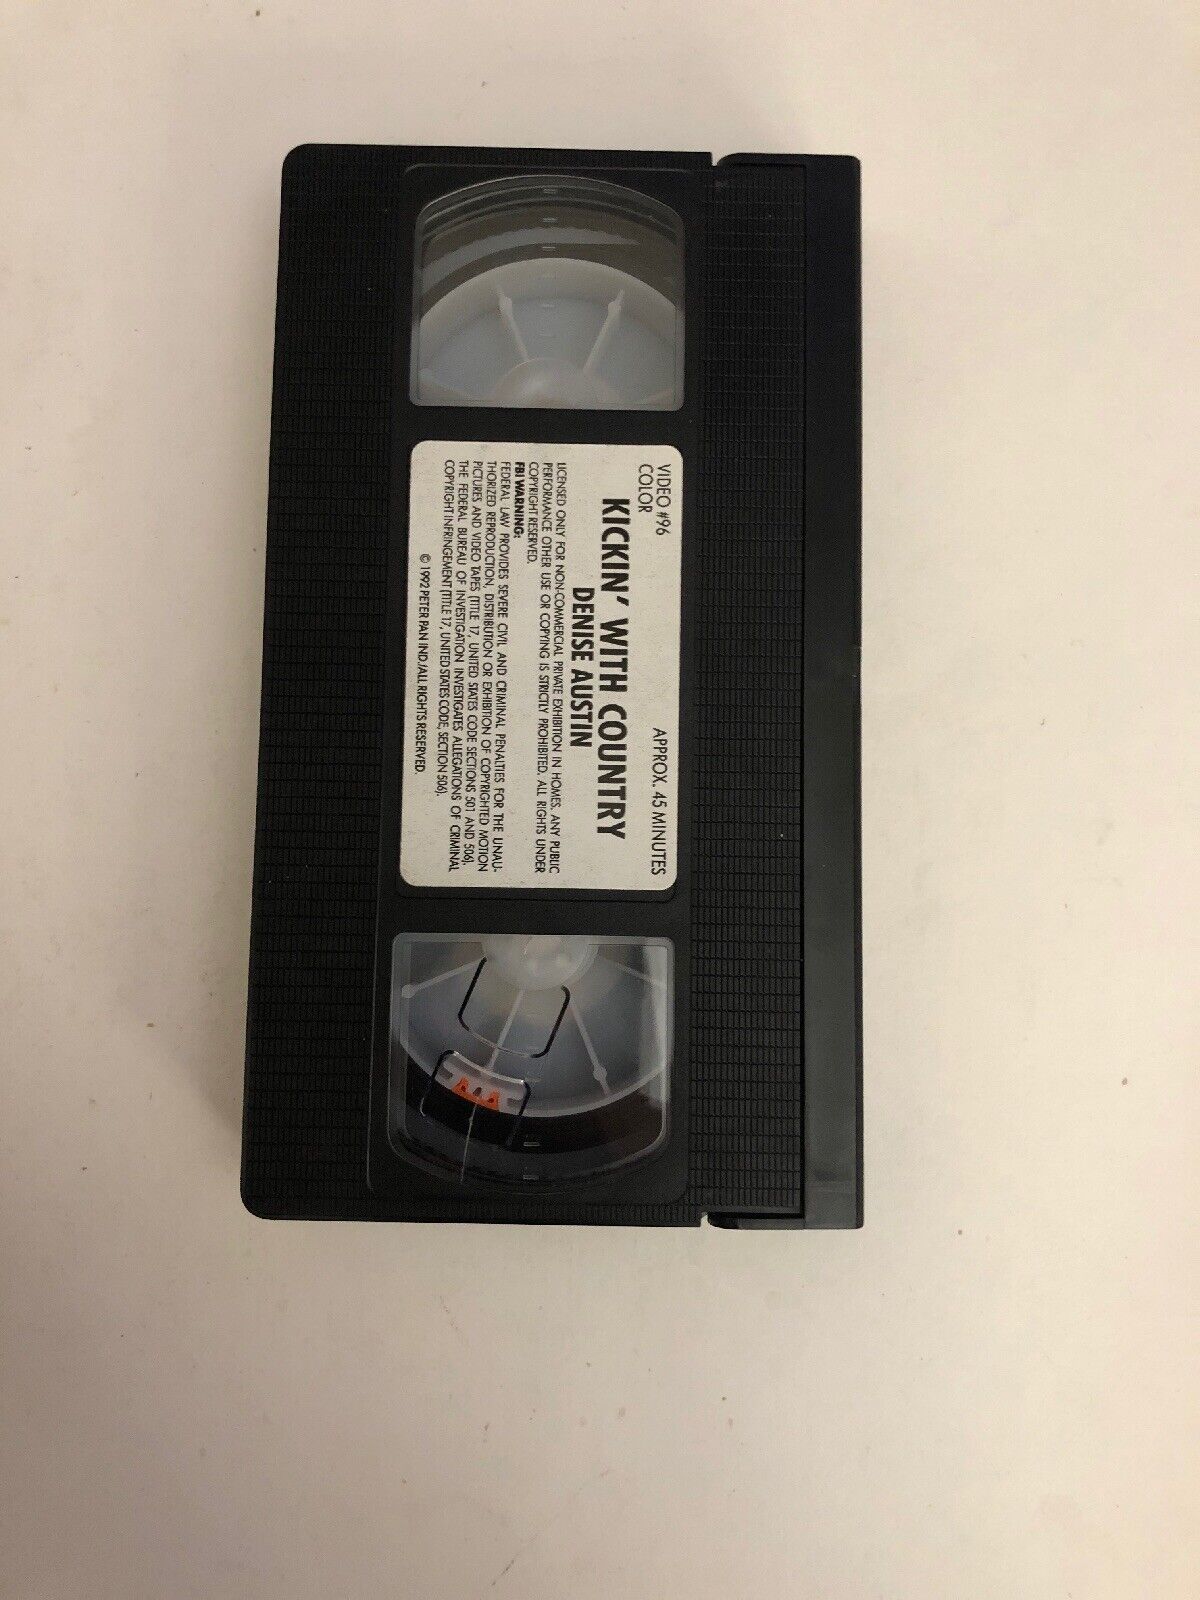 VIDEO #96 APPROX. 45 MINUTES
COLOR
KICKIN' WITH COUNTRY
DENISE AUSTIN
LICENSED ONLY FOR NON-COMMERCIAL PRIVATE EXHIBITION IN HOMES. ANY PUBLIC
PERFORMANCE OTHER USE OR COPYING IS STRICTLY PROHIBITED. ALL RIGHTS UNDER
COPYRIGHT RESERVED.
FBI WARNING:
FEDERAL LAW PROVIDES SEVERE CIVIL AND CRIMINAL PENALTIES FOR THE UNAU-
THORIZED REPRODUCTION, DISTRIBUTION OR EXHIBITION OF COPYRIGHTED MOTION
PICTURES AND VIDEO TAPES (TITLE 17, UNITED STATES CODE SECTIONS 501 AND 506).
THE FEDERAL BUREAU OF INVESTIGATION INVESTIGATES ALLEGATIONS OF CRIMINAL
COPYRIGHT INFRINGEMENT (TITLE 17, UNITED STATES CODE, SECTION 506).
© 1992 PETER PAN IND./ALL RIGHTS RESERVED.